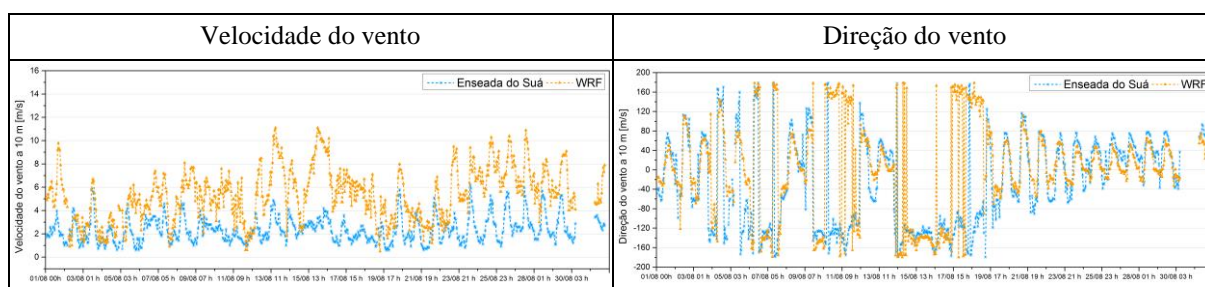 Velocidade do vento
Direção do vento
Enseada do Suá WRF
Velocidade do vento a 10 m [m/s]
16
14
12
10
8
6
4
2
0
01/08 00h 03/08 01 h 05/08 03 h 07/08 05 h 09/08 07 h 11/08 09 h 13/08 11 h 15/08 13 h 17/08 15 h 19/08 17 h 21/08 19 h 23/08 21 h 25/08 23 h 28/08 01 h 30/08 03 h
Enseada do Suá WRF
Direção do vento a 10 m [m/s]
200
160
120
80
40
0
-40
-80
-120
-160
-200
01/08 00 h 03/08 01 h 05/08 03 h 07/08 05 h 09/08 07 h 11/08 09 h 13/08 11 h 15/08 13 h 17/08 15 h 19/08 17 h 21/08 19 h 23/08 21 h 25/08 23 h 28/08 01 h 30/08 03 h